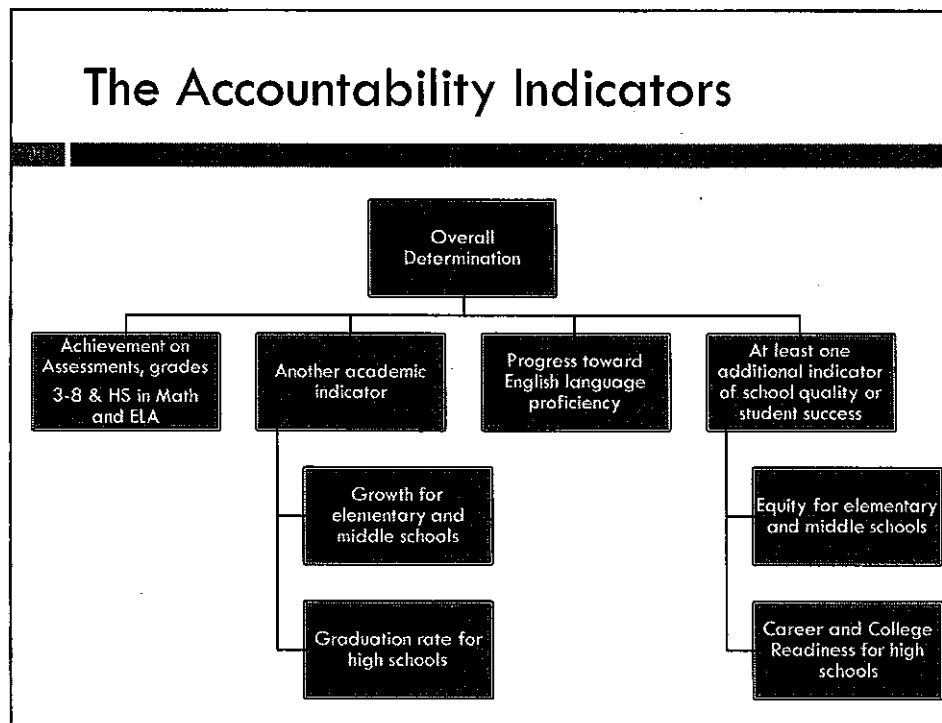 The Accountability Indicators
Overall
Determination
Achievement on
Assessments, grades
3-8 & HS in Math
and ELA
Another academic
indicator
Progress toward
English language
proficiency
At least one
additional indicator
of school quality or
student success
Growth for
elementary and
middle schools
Graduation rate for
high schools
Equity for elementary
and middle schools
Career and College
Readiness for high
schools